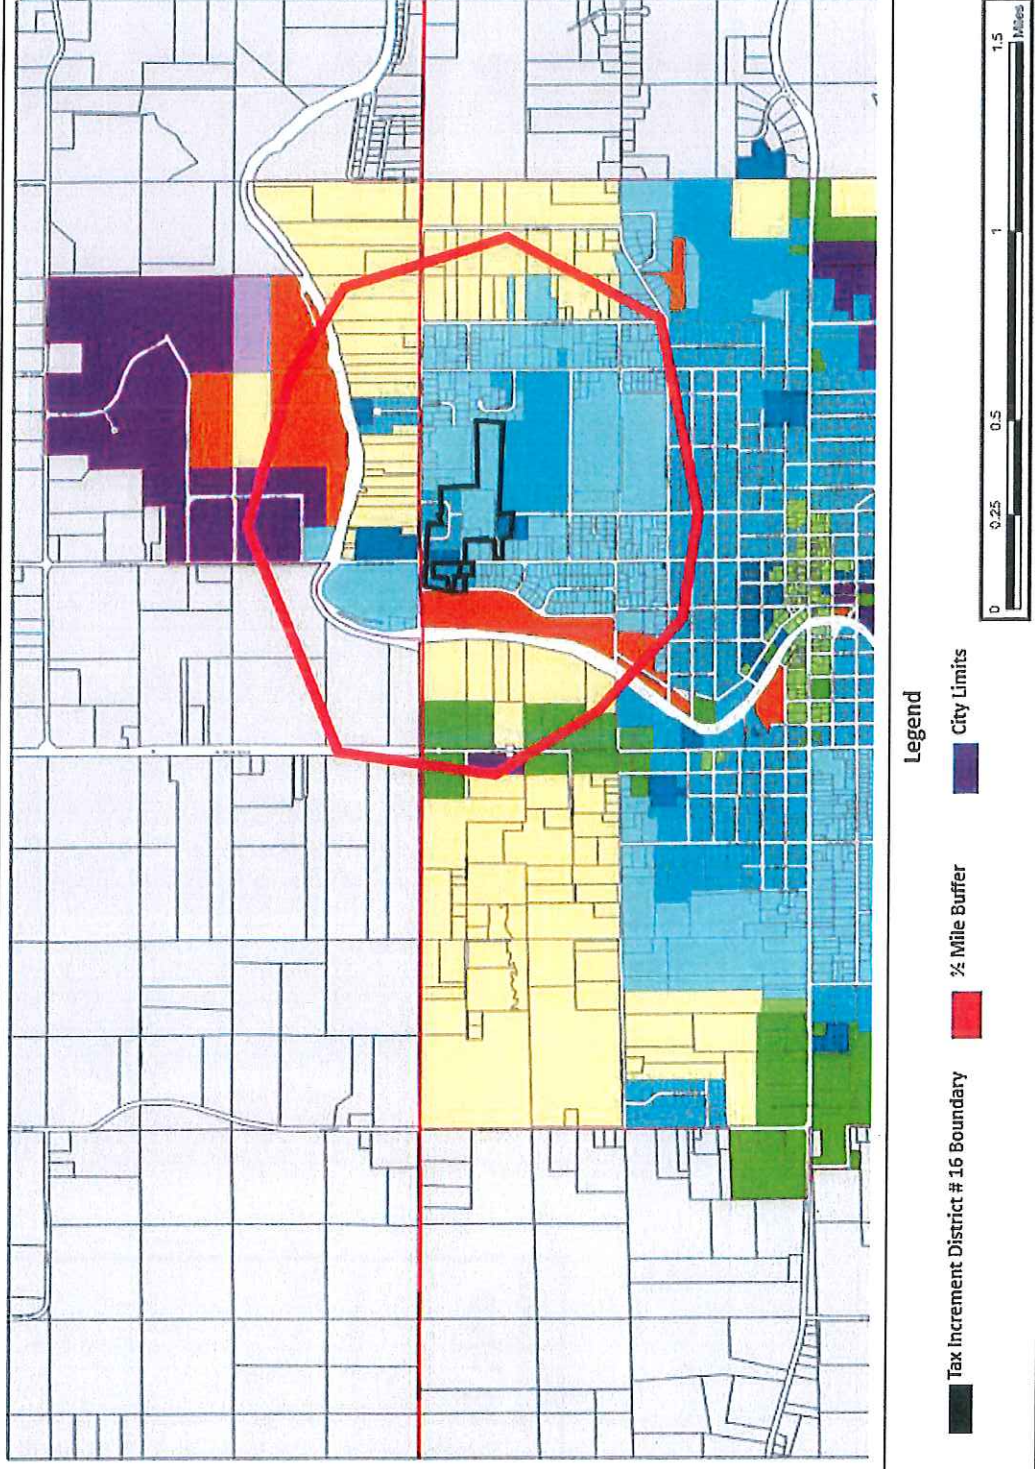 Legend
Tax Increment District # 16 Boundary
½ Mile Buffer
City Limits
0 0.25 0.5 1 1.5
Miles